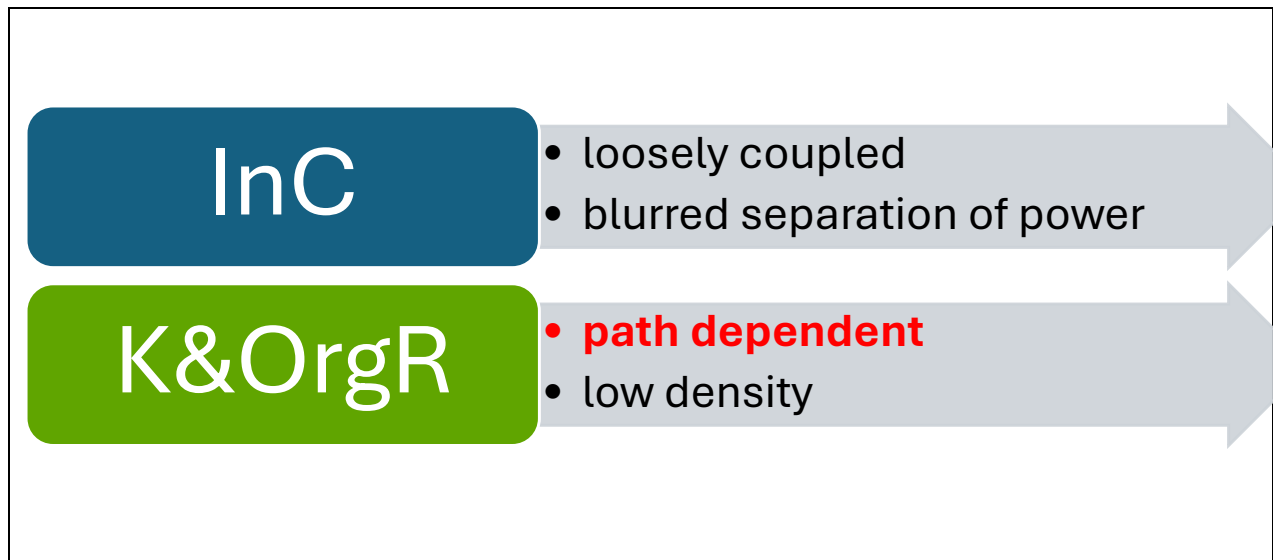 InC
• loosely coupled
• blurred separation of power
K&OrgR
• path dependent
• low density